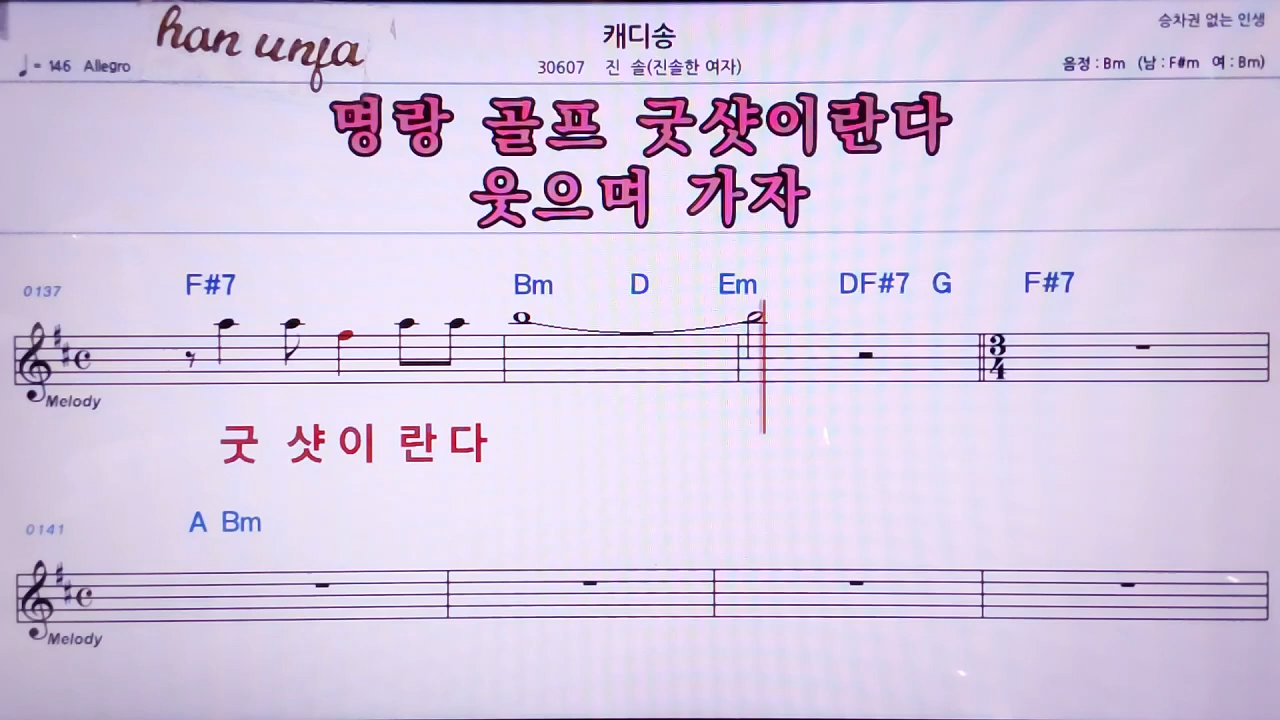 han unfa
캐디송
승차권 없는 인생
♩= 146 Allegro
30607 진 솔(진솔한 여자)
음정 : Bm (남 : F#m 여 : Bm)
명랑 골프 굿샷이란다
웃으며 가자
0137 F#7 Bm D Em DF#7 G F#7
3
4
Melody
굿 샷 이 란 다
0141 A Bm
Melody